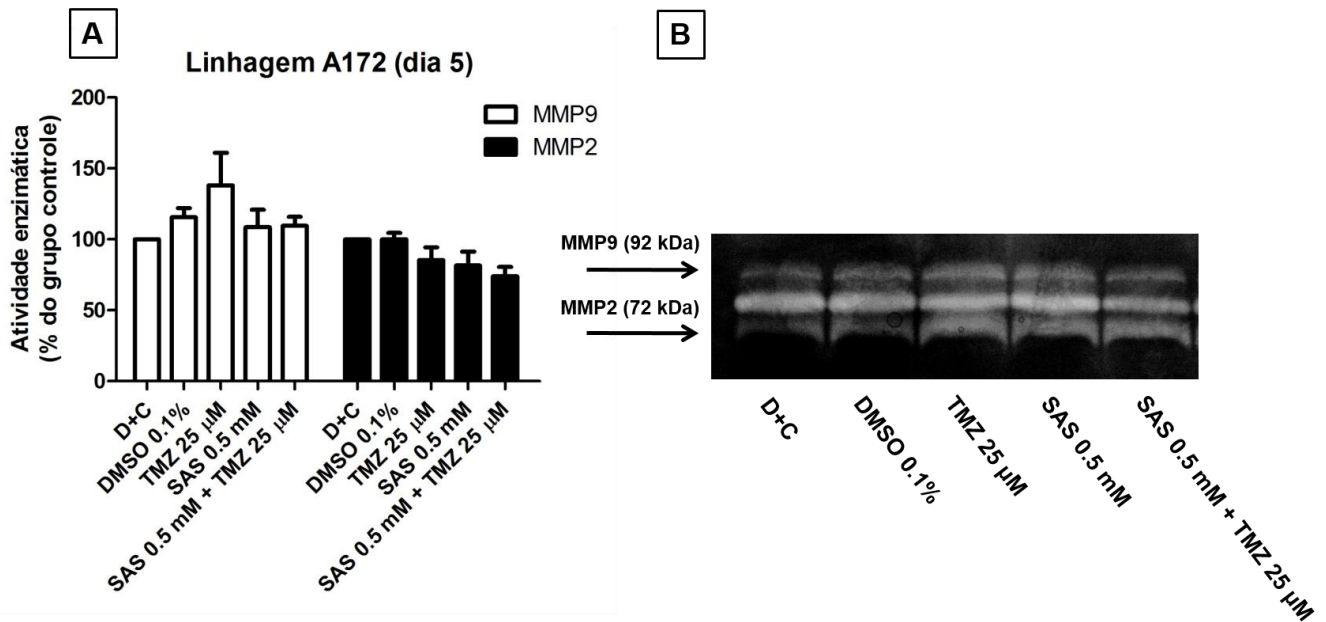 A
Linhagem A172 (dia 5)
Atividade enzimática
(% do grupo controle)
200
150
100
50
0
MMP9
MMP2
D+C
DMSO 0.1%
TMZ 25 µM
SAS 0.5 mM
SAS 0.5 mM + TMZ 25 µM
D+C
DMSO 0.1%
TMZ 25 µM
SAS 0.5 mM
SAS 0.5 mM + TMZ 25 µM
B
MMP9 (92 kDa)
MMP2 (72 kDa)
D+C
DMSO 0.1%
TMZ 25 µM
SAS 0.5 mM
SAS 0.5 mM + TMZ 25 µM